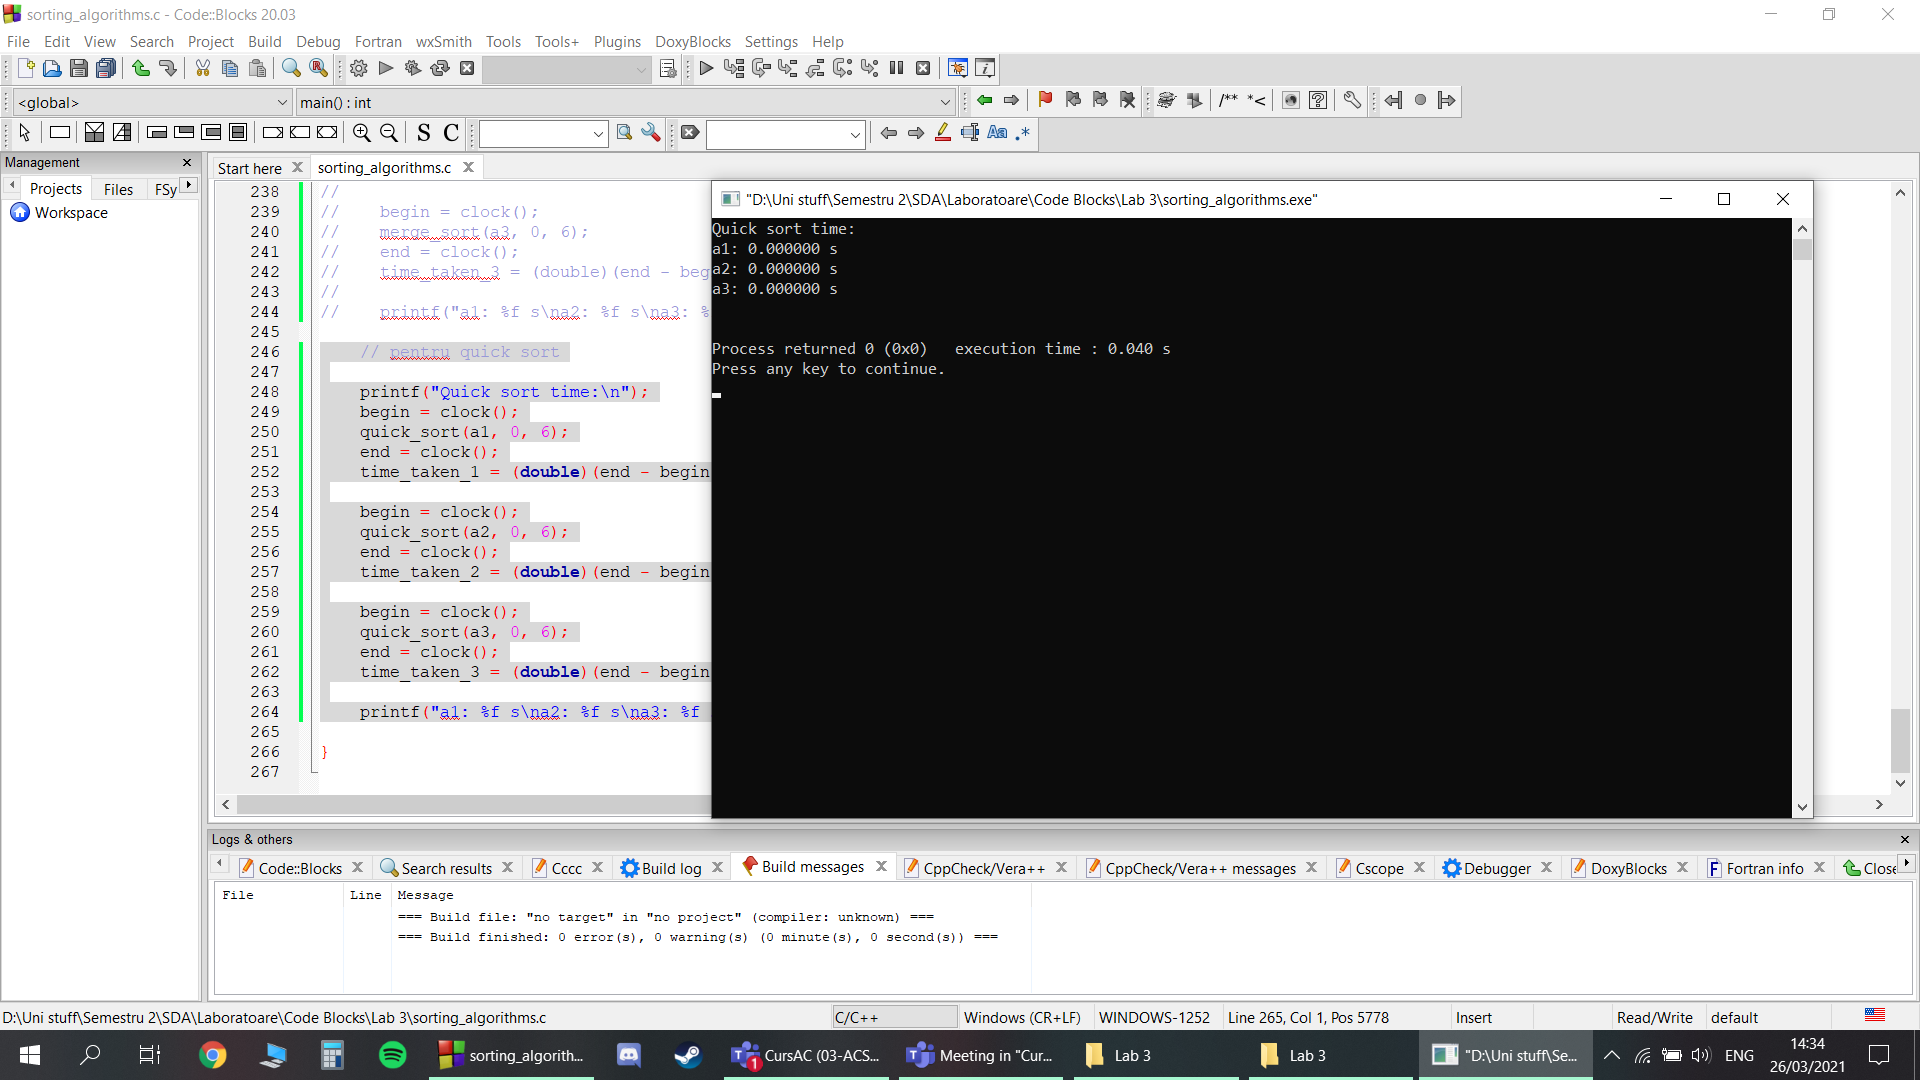 sorting_algorithms.c - Code::Blocks 20.03
File Edit View Search Project Build Debug Fortran wxSmith Tools Tools+ Plugins DoxyBlocks Settings Help
<global> main() : int
/** *<
S C Aa .*
Management
Projects Files FSy
Workspace
Start here sorting_algorithms.c
238 //
239 // begin = clock();
240 // merge_sort(a3, 0, 6);
241 // end = clock();
242 // time_taken_3 = (double)(end - beg
243 //
244 // printf("a1: %f s\na2: %f s\na3: %
245
246 // pentru quick sort
247
248 printf("Quick sort time:\n");
249 begin = clock();
250 quick_sort(a1, 0, 6);
251 end = clock();
252 time_taken_1 = (double)(end - begin
253
254 begin = clock();
255 quick_sort(a2, 0, 6);
256 end = clock();
257 time_taken_2 = (double)(end - begin
258
259 begin = clock();
260 quick_sort(a3, 0, 6);
261 end = clock();
262 time_taken_3 = (double)(end - begin
263
264 printf("a1: %f s\na2: %f s\na3: %f
265
266 }
267
"D:\Uni stuff\Semestru 2\SDA\Laboratoare\Code Blocks\Lab 3\sorting_algorithms.exe"
Quick sort time:
a1: 0.000000 s
a2: 0.000000 s
a3: 0.000000 s
Process returned 0 (0x0) execution time : 0.040 s
Press any key to continue.
Logs & others
Code::Blocks Search results Cccc Build log Build messages CppCheck/Vera++ CppCheck/Vera++ messages Cscope Debugger DoxyBlocks Fortran info Close
File Line Message
=== Build file: "no target" in "no project" (compiler: unknown) ===
=== Build finished: 0 error(s), 0 warning(s) (0 minute(s), 0 second(s)) ===
D:\Uni stuff\Semestru 2\SDA\Laboratoare\Code Blocks\Lab 3\sorting_algorithms.c C/C++ Windows (CR+LF) WINDOWS-1252 Line 265, Col 1, Pos 5778 Insert Read/Write default
sorting_algorith... 1 CursAC (03-ACS... Meeting in "Cur... Lab 3 Lab 3 "D:\Uni stuff\Se... ENG 14:34
26/03/2021